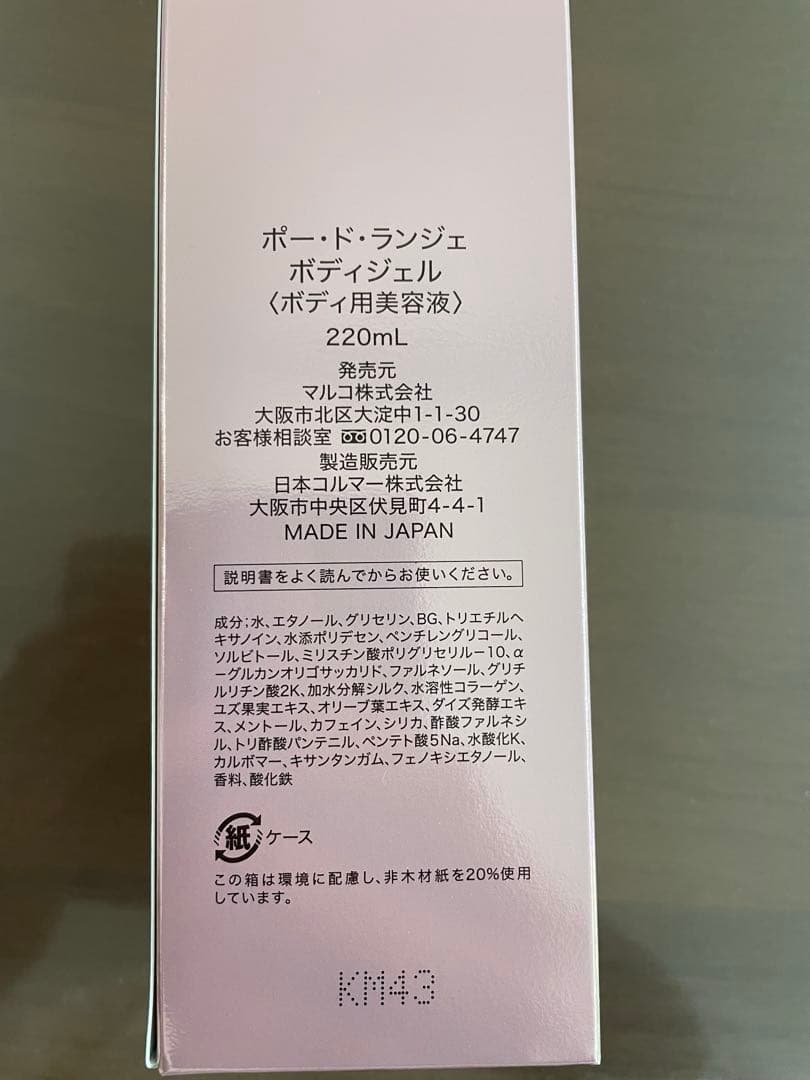 ポー・ド・ランジェ
ボディジェル
〈ボディ用美容液〉
220mL
発売元
マルコ株式会社
大阪市北区大淀中1-1-30
お客様相談室 0120-06-4747
製造販売元
日本コルマー株式会社
大阪市中央区伏見町4-4-1
MADE IN JAPAN
説明書をよく読んでからお使いください。
成分;水、エタノール、グリセリン、BG、トリエチルヘ
キサノイン、水添ポリデセン、ペンチレングリコール、
ソルビトール、ミリスチン酸ポリグリセリル－10、α
－グルカンオリゴサッカリド、ファルネソール、グリチ
ルリチン酸2K、加水分解シルク、水溶性コラーゲン、
ユズ果実エキス、オリーブ葉エキス、ダイズ発酵エキ
ス、メントール、カフェイン、シリカ、酢酸ファルネシ
ル、トリ酢酸パンテニル、ペンテト酸5Na、水酸化K、
カルボマー、キサンタンガム、フェノキシエタノール、
香料、酸化鉄
紙 ケース
この箱は環境に配慮し、非木材紙を20%使用
しています。
KM43